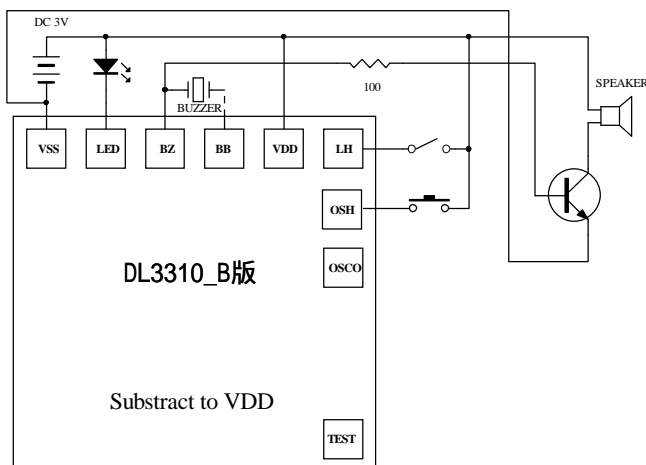 DC 3V
SPEAKER
100
BUZZER
VSS
LED
BZ
BB
VDD
LH
OSH
OSCO
DL3310_B版
Substract to VDD
TEST